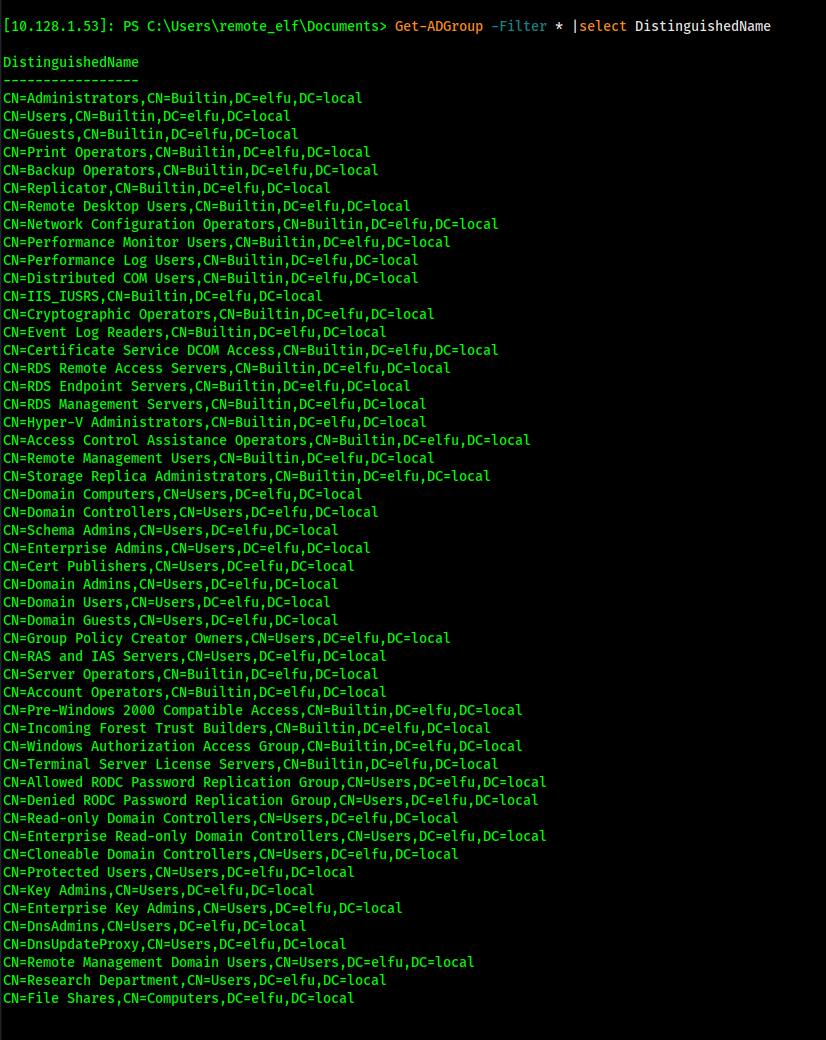 [10.128.1.53]: PS C:\Users\remote_elf\Documents> Get-ADGroup -Filter * |select DistinguishedName
DistinguishedName
-----------------
CN=Administrators,CN=Builtin,DC=elfu,DC=local
CN=Users,CN=Builtin,DC=elfu,DC=local
CN=Guests,CN=Builtin,DC=elfu,DC=local
CN=Print Operators,CN=Builtin,DC=elfu,DC=local
CN=Backup Operators,CN=Builtin,DC=elfu,DC=local
CN=Replicator,CN=Builtin,DC=elfu,DC=local
CN=Remote Desktop Users,CN=Builtin,DC=elfu,DC=local
CN=Network Configuration Operators,CN=Builtin,DC=elfu,DC=local
CN=Performance Monitor Users,CN=Builtin,DC=elfu,DC=local
CN=Performance Log Users,CN=Builtin,DC=elfu,DC=local
CN=Distributed COM Users,CN=Builtin,DC=elfu,DC=local
CN=IIS_IUSRS,CN=Builtin,DC=elfu,DC=local
CN=Cryptographic Operators,CN=Builtin,DC=elfu,DC=local
CN=Event Log Readers,CN=Builtin,DC=elfu,DC=local
CN=Certificate Service DCOM Access,CN=Builtin,DC=elfu,DC=local
CN=RDS Remote Access Servers,CN=Builtin,DC=elfu,DC=local
CN=RDS Endpoint Servers,CN=Builtin,DC=elfu,DC=local
CN=RDS Management Servers,CN=Builtin,DC=elfu,DC=local
CN=Hyper-V Administrators,CN=Builtin,DC=elfu,DC=local
CN=Access Control Assistance Operators,CN=Builtin,DC=elfu,DC=local
CN=Remote Management Users,CN=Builtin,DC=elfu,DC=local
CN=Storage Replica Administrators,CN=Builtin,DC=elfu,DC=local
CN=Domain Computers,CN=Users,DC=elfu,DC=local
CN=Domain Controllers,CN=Users,DC=elfu,DC=local
CN=Schema Admins,CN=Users,DC=elfu,DC=local
CN=Enterprise Admins,CN=Users,DC=elfu,DC=local
CN=Cert Publishers,CN=Users,DC=elfu,DC=local
CN=Domain Admins,CN=Users,DC=elfu,DC=local
CN=Domain Users,CN=Users,DC=elfu,DC=local
CN=Domain Guests,CN=Users,DC=elfu,DC=local
CN=Group Policy Creator Owners,CN=Users,DC=elfu,DC=local
CN=RAS and IAS Servers,CN=Users,DC=elfu,DC=local
CN=Server Operators,CN=Builtin,DC=elfu,DC=local
CN=Account Operators,CN=Builtin,DC=elfu,DC=local
CN=Pre-Windows 2000 Compatible Access,CN=Builtin,DC=elfu,DC=local
CN=Incoming Forest Trust Builders,CN=Builtin,DC=elfu,DC=local
CN=Windows Authorization Access Group,CN=Builtin,DC=elfu,DC=local
CN=Terminal Server License Servers,CN=Builtin,DC=elfu,DC=local
CN=Allowed RODC Password Replication Group,CN=Users,DC=elfu,DC=local
CN=Denied RODC Password Replication Group,CN=Users,DC=elfu,DC=local
CN=Read-only Domain Controllers,CN=Users,DC=elfu,DC=local
CN=Enterprise Read-only Domain Controllers,CN=Users,DC=elfu,DC=local
CN=Cloneable Domain Controllers,CN=Users,DC=elfu,DC=local
CN=Protected Users,CN=Users,DC=elfu,DC=local
CN=Key Admins,CN=Users,DC=elfu,DC=local
CN=Enterprise Key Admins,CN=Users,DC=elfu,DC=local
CN=DnsAdmins,CN=Users,DC=elfu,DC=local
CN=DnsUpdateProxy,CN=Users,DC=elfu,DC=local
CN=Remote Management Domain Users,CN=Users,DC=elfu,DC=local
CN=Research Department,CN=Users,DC=elfu,DC=local
CN=File Shares,CN=Computers,DC=elfu,DC=local